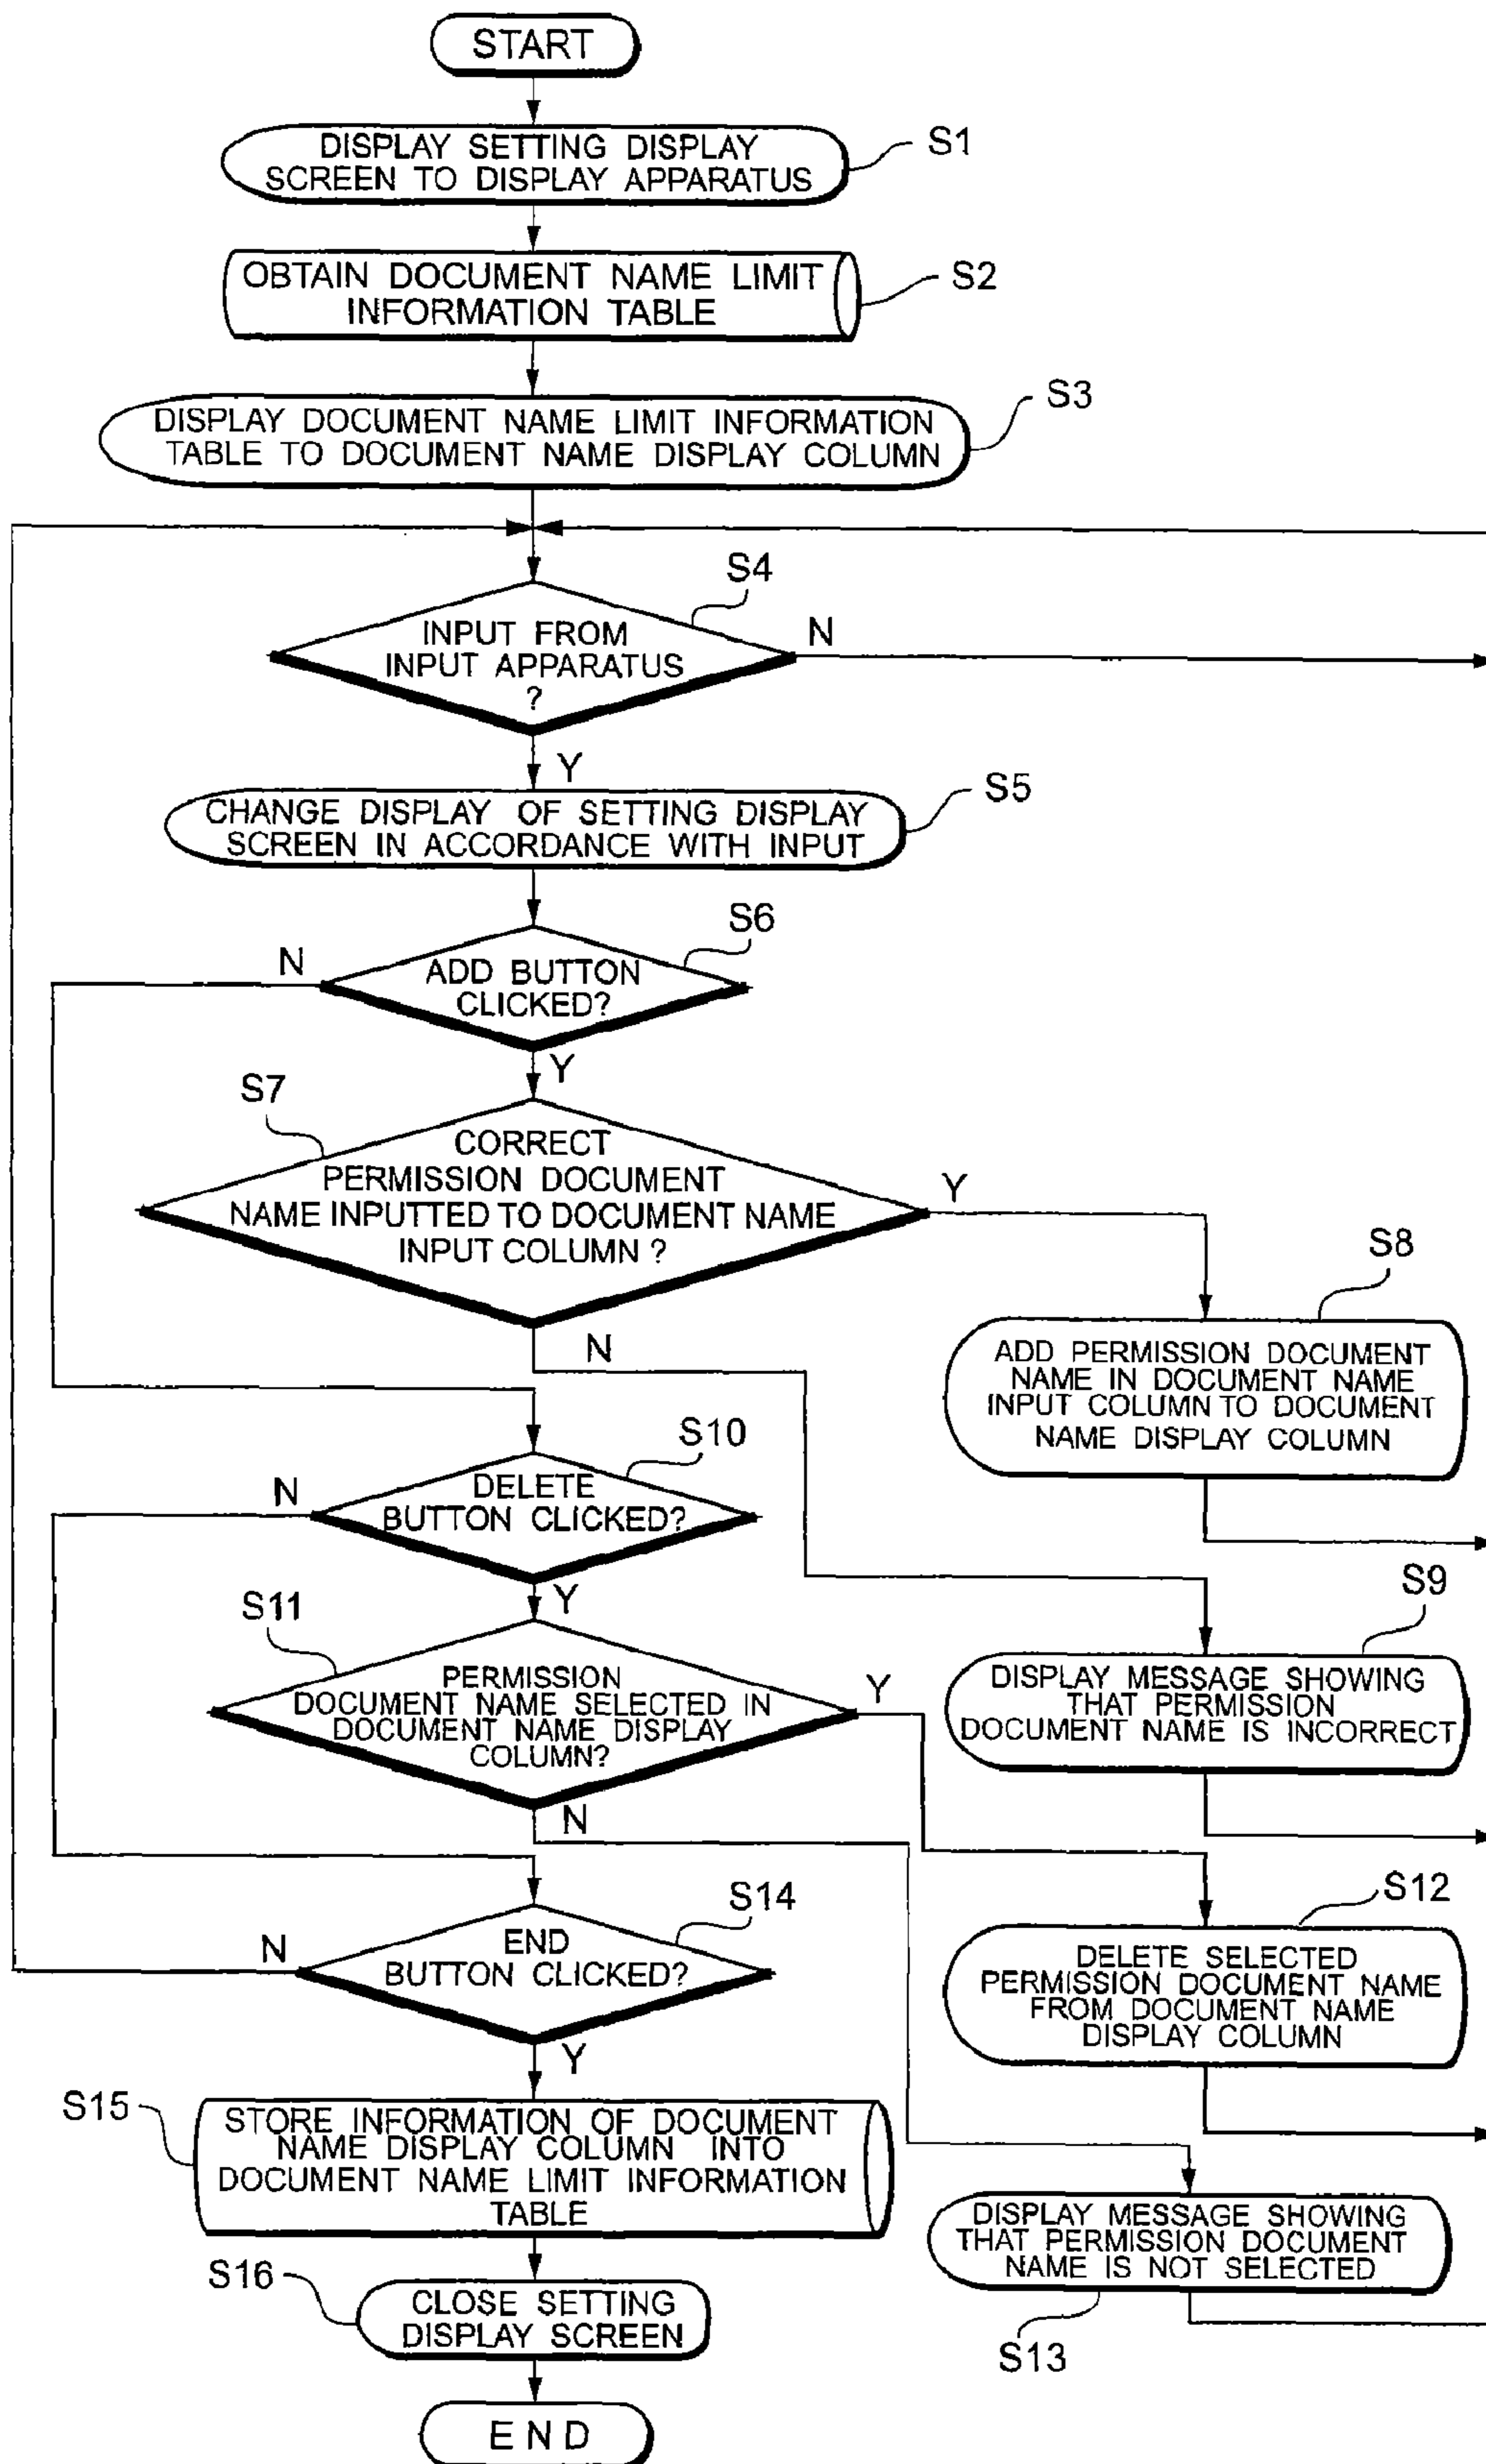 START
DISPLAY SETTING DISPLAY
SCREEN TO DISPLAY APPARATUS
S1
OBTAIN DOCUMENT NAME LIMIT
INFORMATION TABLE
S2
DISPLAY DOCUMENT NAME LIMIT INFORMATION
TABLE TO DOCUMENT NAME DISPLAY COLUMN
S3
S4
INPUT FROM
INPUT APPARATUS
?
N
Y
CHANGE DISPLAY OF SETTING DISPLAY
SCREEN IN ACCORDANCE WITH INPUT
S5
S6
ADD BUTTON
CLICKED?
N
Y
S7
CORRECT
PERMISSION DOCUMENT
NAME INPUTTED TO DOCUMENT NAME
INPUT COLUMN ?
Y
N
S8
ADD PERMISSION DOCUMENT
NAME IN DOCUMENT NAME
INPUT COLUMN TO DOCUMENT
NAME DISPLAY COLUMN
S10
DELETE
BUTTON CLICKED?
N
Y
S9
DISPLAY MESSAGE SHOWING
THAT PERMISSION
DOCUMENT NAME IS INCORRECT
S11
PERMISSION
DOCUMENT NAME SELECTED IN
DOCUMENT NAME DISPLAY
COLUMN?
Y
N
S12
DELETE SELECTED
PERMISSION DOCUMENT NAME
FROM DOCUMENT NAME
DISPLAY COLUMN
S14
END
BUTTON CLICKED?
N
Y
S15
STORE INFORMATION OF DOCUMENT
NAME DISPLAY COLUMN INTO
DOCUMENT NAME LIMIT INFORMATION
TABLE
DISPLAY MESSAGE SHOWING
THAT PERMISSION DOCUMENT
NAME IS NOT SELECTED
S13
S16
CLOSE SETTING
DISPLAY SCREEN
END